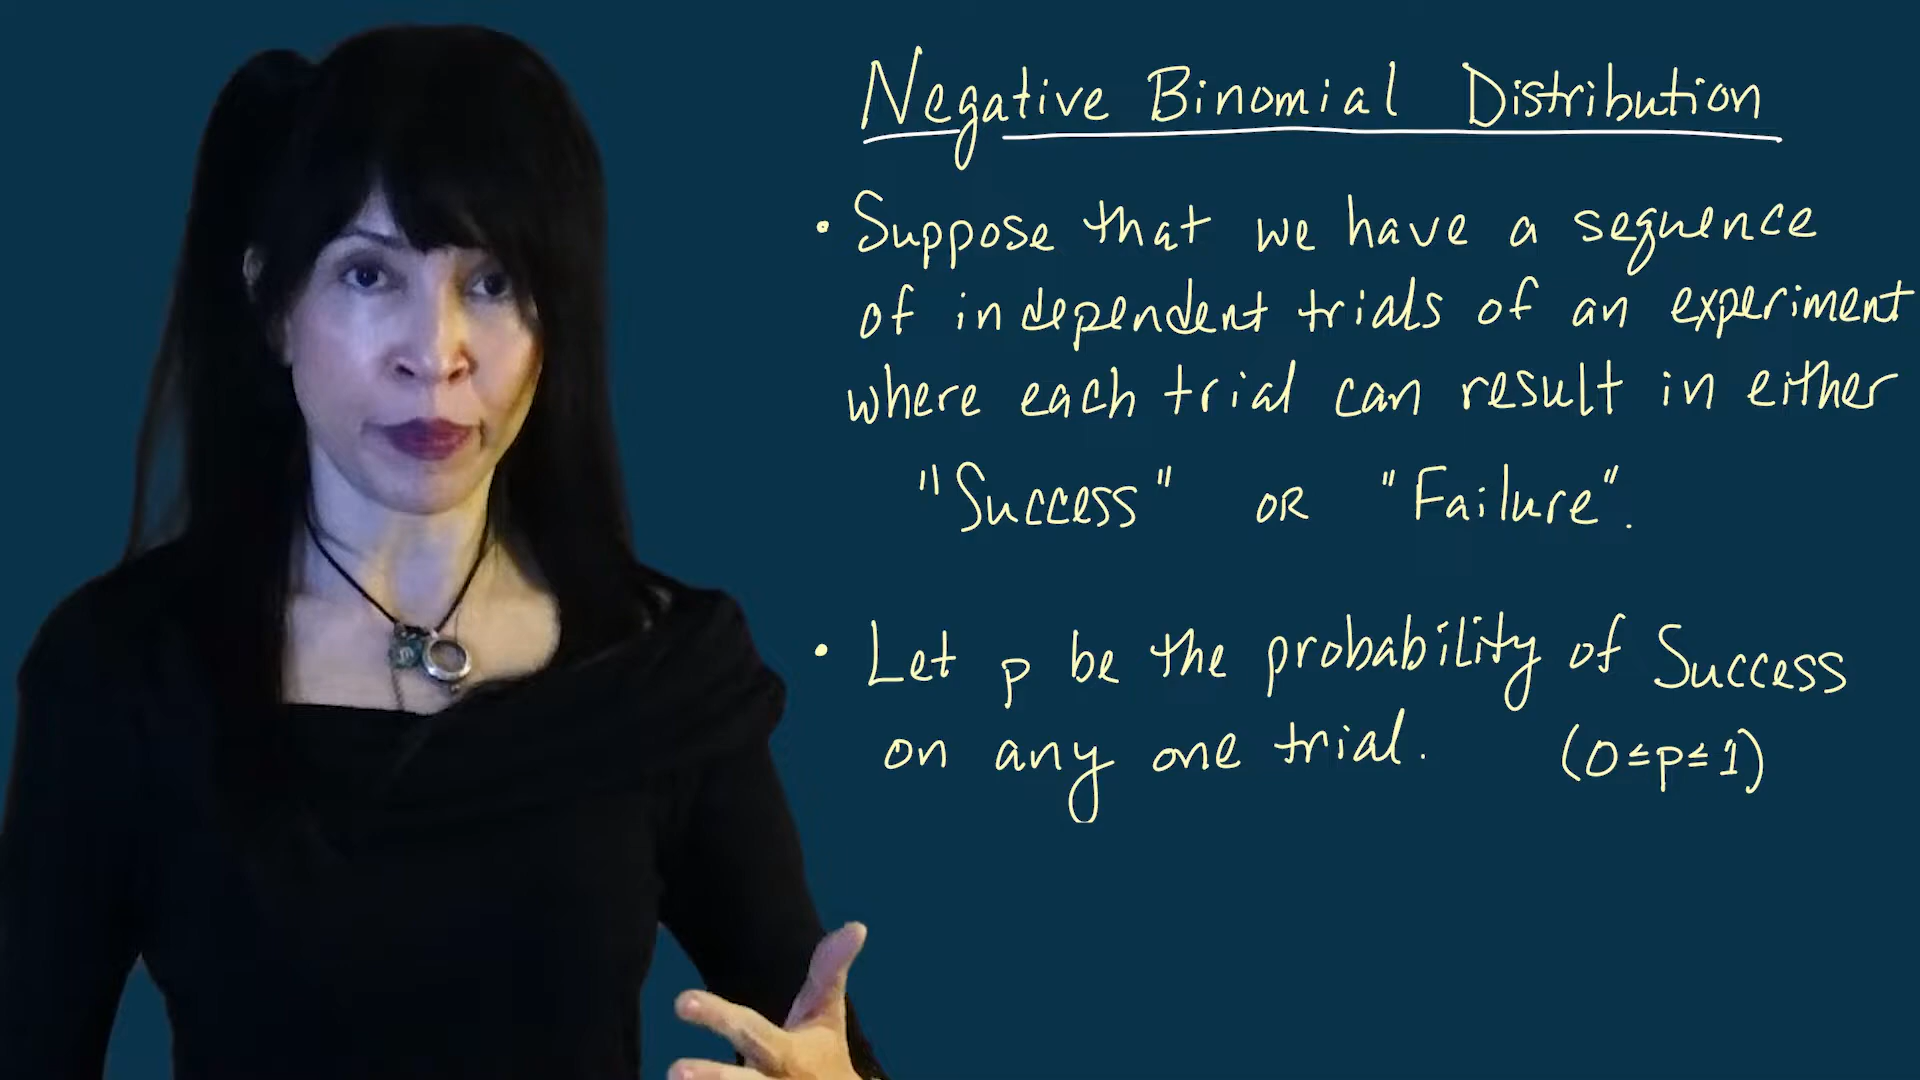 Negative Binomial Distribution
• Suppose that we have a sequence
of independent trials of an experiment
where each trial can result in either
"Success" OR "Failure".
• Let p be the probability of Success
on any one trial. (0≤p≤1)